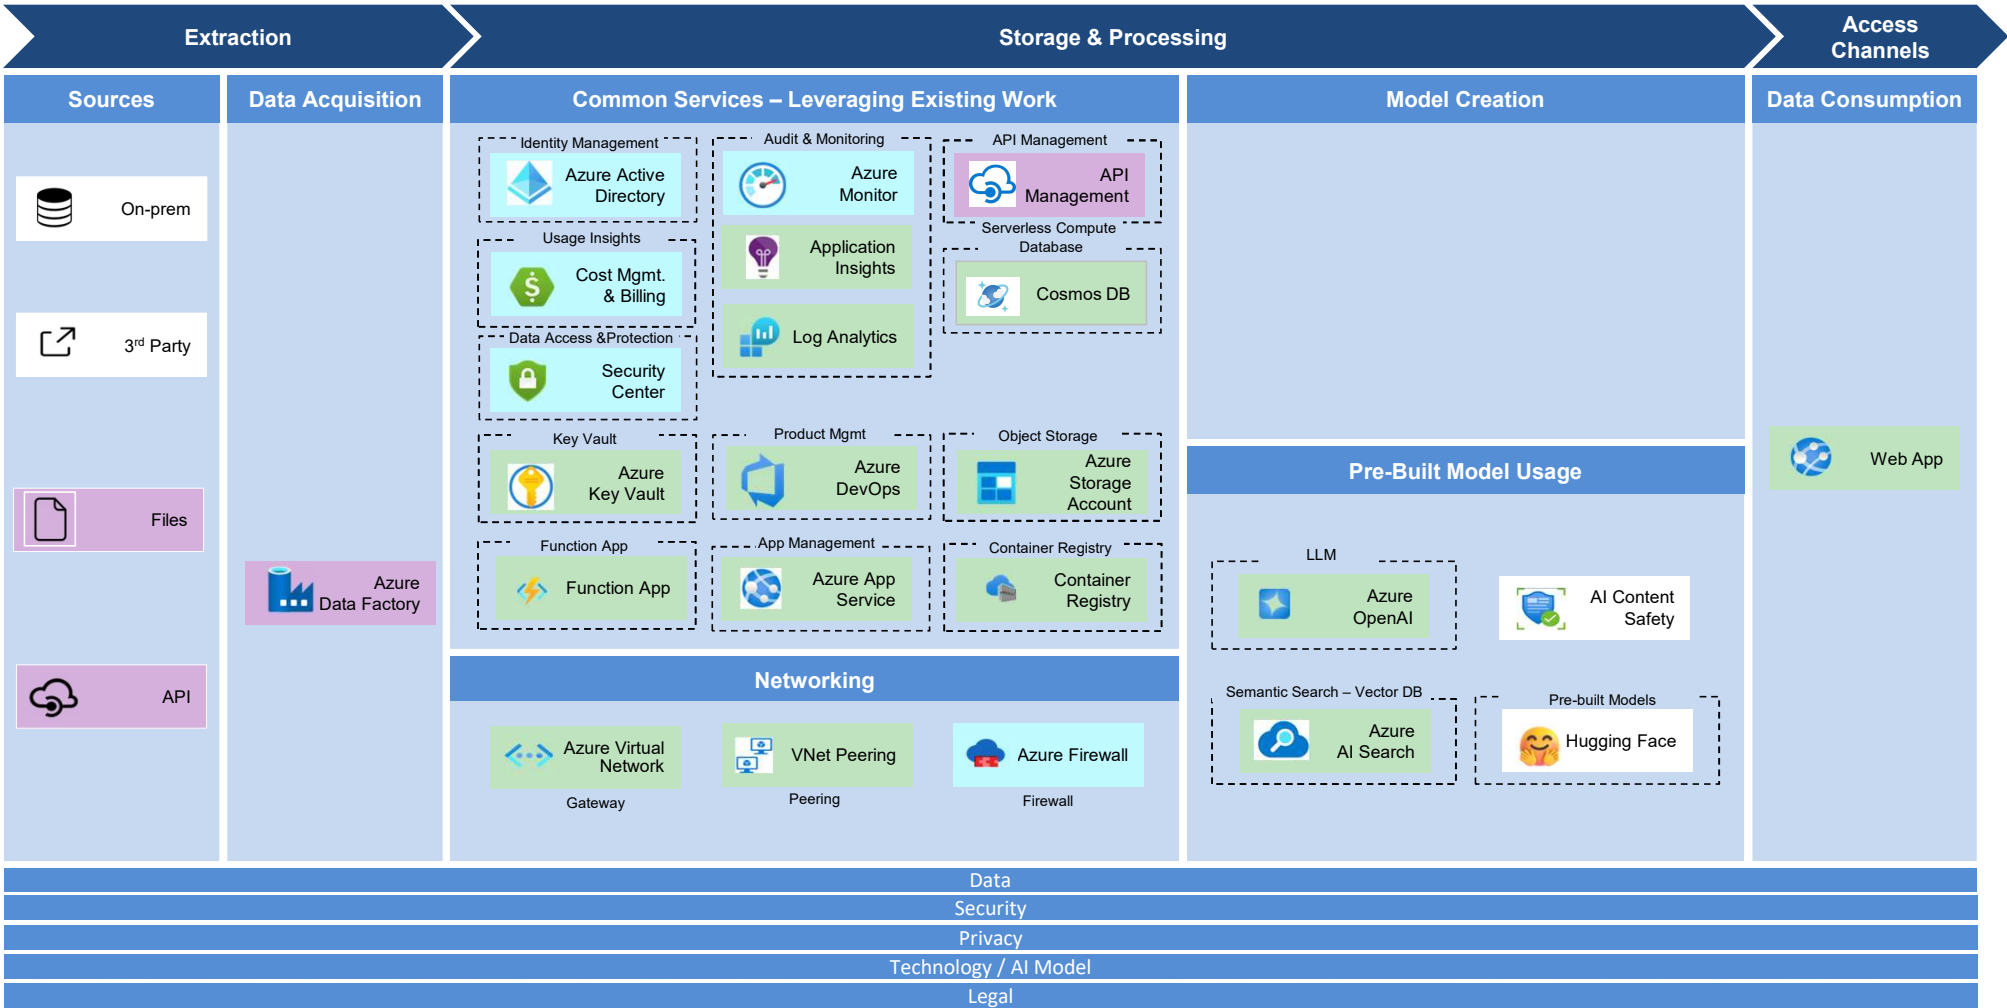 Extraction
Storage & Processing
Access
Channels
Sources
Data Acquisition
Common Services – Leveraging Existing Work
Model Creation
Data Consumption
On-prem
3rd Party
Files
API
Azure
Data Factory
Identity Management
Azure Active
Directory
Usage Insights
Cost Mgmt.
& Billing
Data Access &Protection
Security
Center
Key Vault
Azure
Key Vault
Function App
Function App
Audit & Monitoring
Azure
Monitor
Application
Insights
Log Analytics
Product Mgmt
Azure
DevOps
App Management
Azure App
Service
API Management
API
Management
Serverless Compute
Database
Cosmos DB
Object Storage
Azure
Storage
Account
Container Registry
Container
Registry
Networking
Azure Virtual
Network
Gateway
VNet Peering
Peering
Azure Firewall
Firewall
Pre-Built Model Usage
LLM
Azure
OpenAI
AI Content
Safety
Semantic Search – Vector DB
Azure
AI Search
Pre-built Models
Hugging Face
Web App
Data
Security
Privacy
Technology / AI Model
Legal